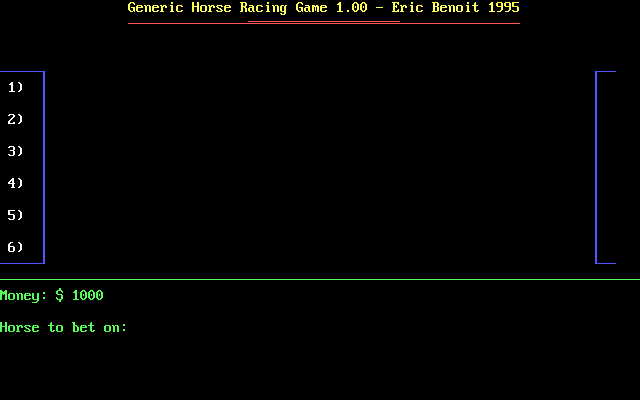 Generic Horse Racing Game 1.00 - Eric Benoit 1995
1)
2)
3)
4)
5)
6)
Money: $ 1000
Horse to bet on: